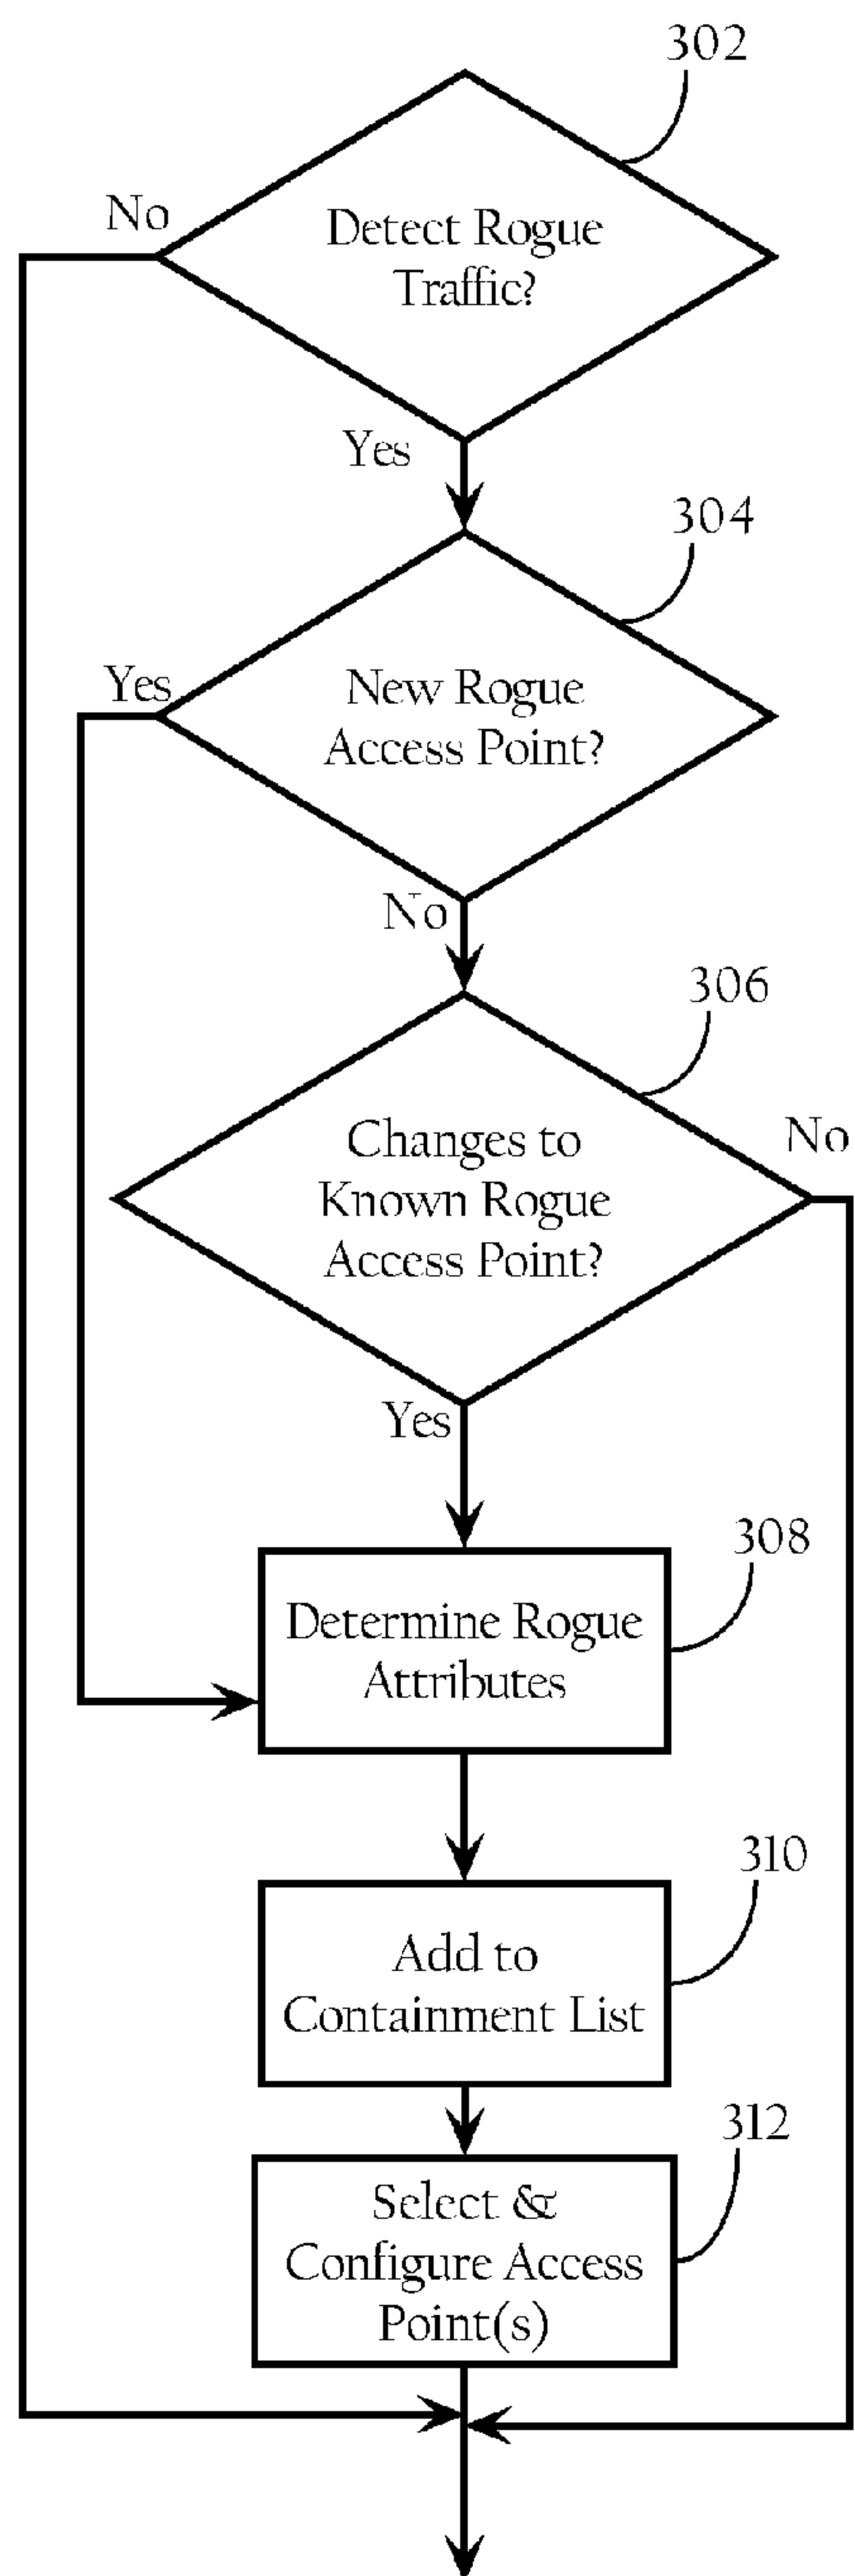 302
No
Detect Rogue
Traffic?
Yes
304
Yes
New Rogue
Access Point?
No
306
No
Changes to
Known Rogue
Access Point?
Yes
308
Determine Rogue
Attributes
310
Add to
Containment List
312
Select &
Configure Access
Point(s)